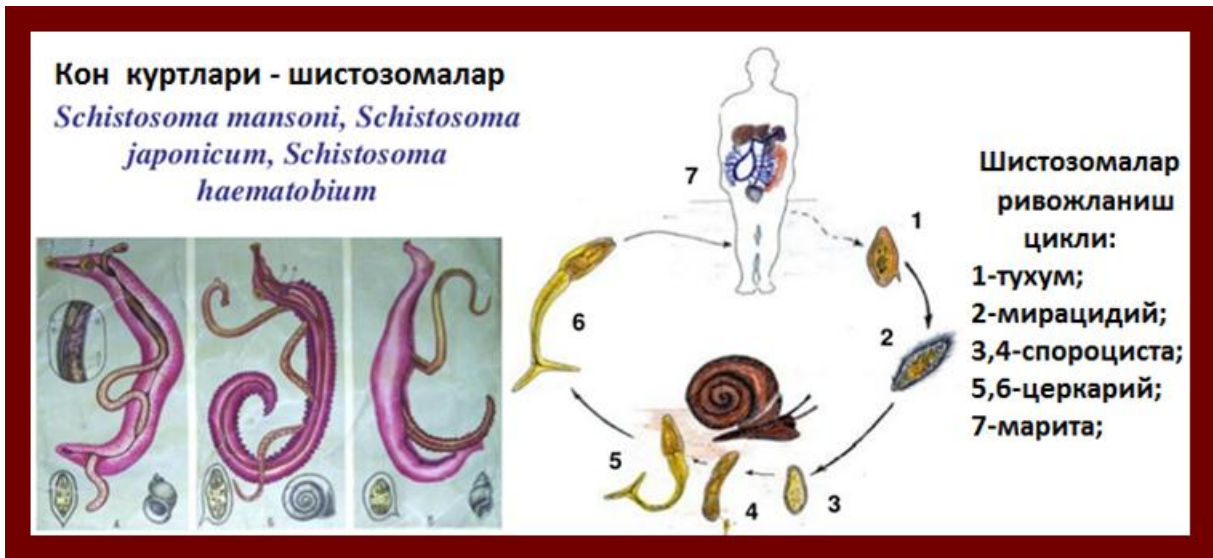 Кон куртлари - шистозомалар
Schistosoma mansoni, Schistosoma
japonicum, Schistosoma
haematobium
Шистозомалар
ривожланиш
цикли:
1-тухум;
2-мирацидий;
3,4-спороциста;
5,6-церкарий;
7-марита;
7
1
2
3
4
5
6